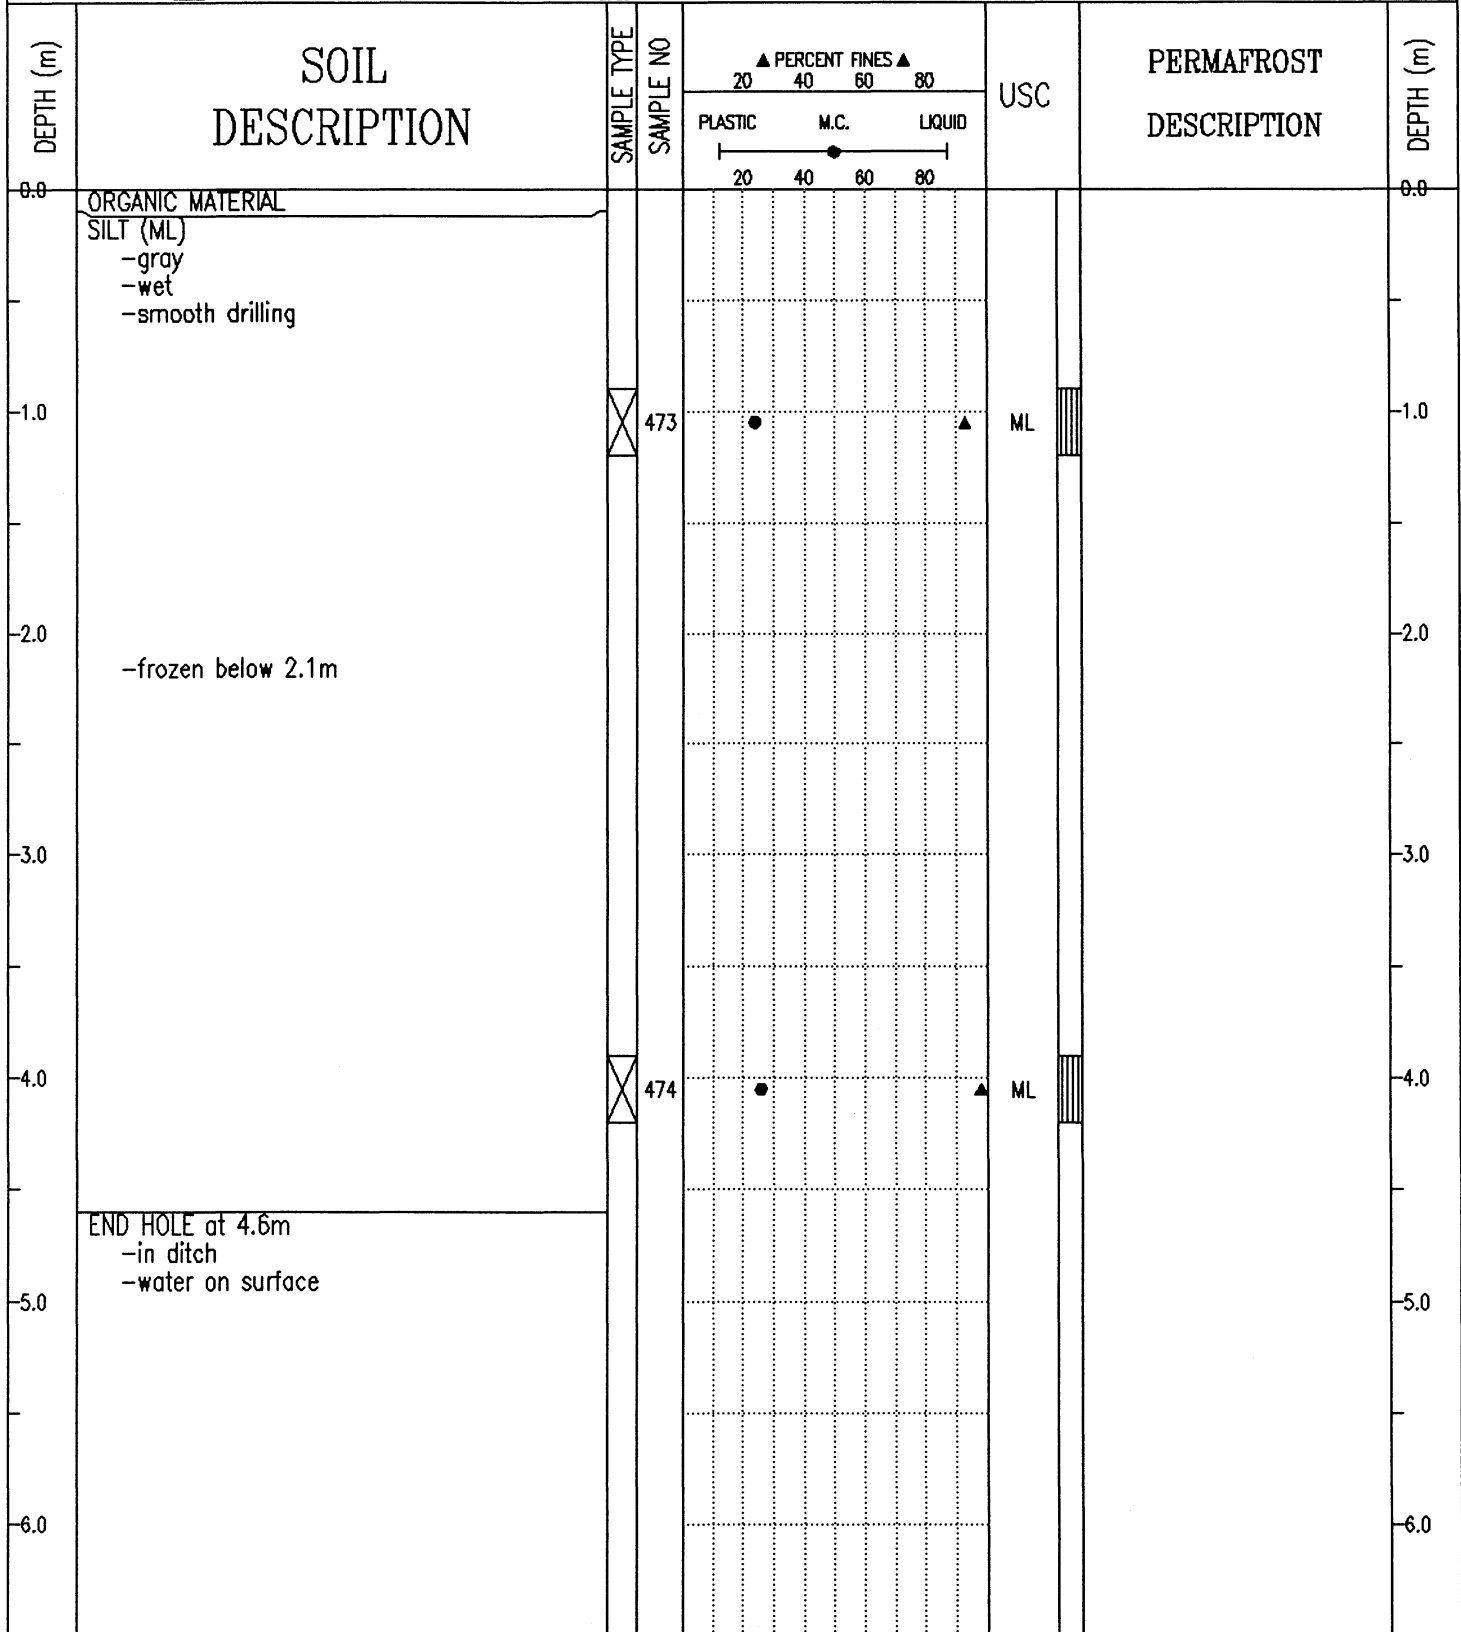 DEPTH (m)
SOIL
DESCRIPTION
SAMPLE TYPE
SAMPLE NO
▲ PERCENT FINES ▲
20 40 60 80
PLASTIC M.C. LIQUID
20 40 60 80
USC
PERMAFROST
DESCRIPTION
DEPTH (m)
0.0 0.0
ORGANIC MATERIAL
SILT (ML)
-gray
-wet
-smooth drilling
1.0 473 ML 1.0
2.0 2.0
-frozen below 2.1m
3.0 3.0
4.0 474 ML 4.0
END HOLE at 4.6m
-in ditch
-water on surface
5.0 5.0
6.0 6.0